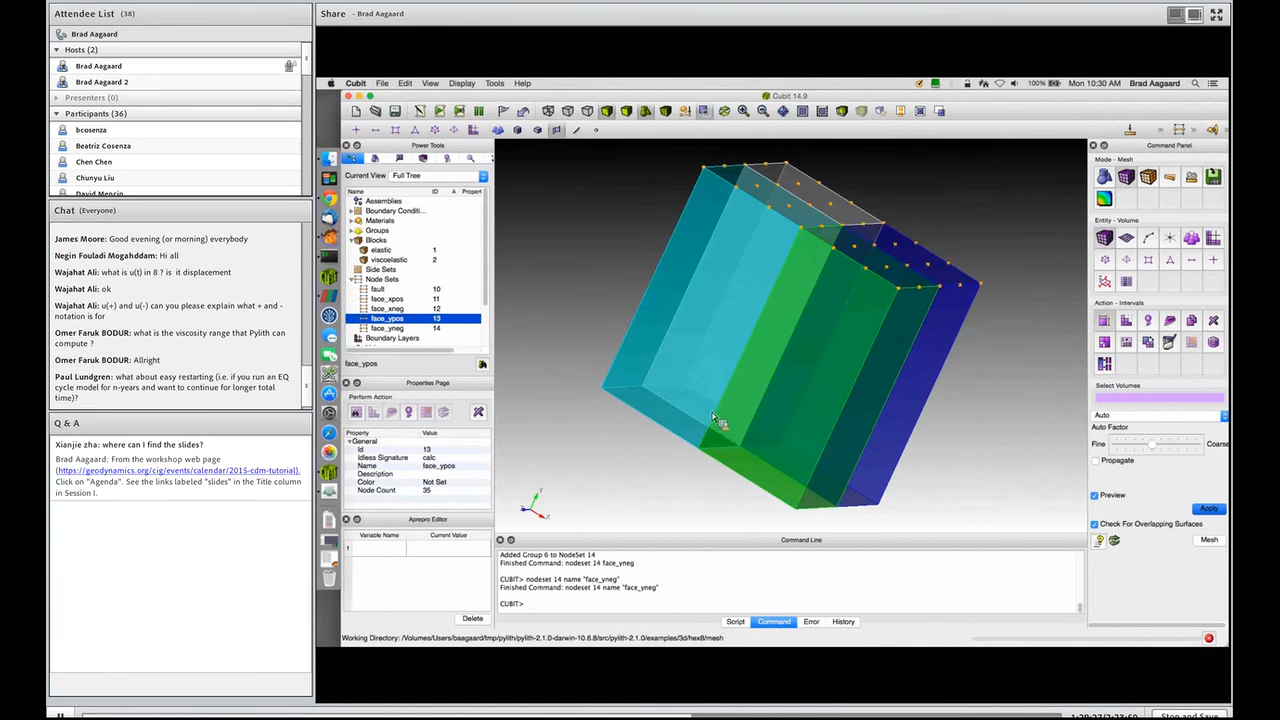 Attendee List (38)
Brad Aagaard
Hosts (2)
Brad Aagaard
Brad Aagaard 2
Presenters (0)
Participants (36)
bcosenza
Beatriz Cosenza
Chen Chen
Chunyu Liu
David Mencin
Chat (Everyone)
James Moore: Good evening (or morning) everybody
Negin Fouladi Mogahddam: Hi all
Wajahat Ali: what is u(t) in 8 ? is it displacement
Wajahat Ali: ok
Wajahat Ali: u(+) and u(-) can you please explain what + and -
notation is for
Omer Faruk BODUR: what is the viscosity range that Pylith can
compute ?
Omer Faruk BODUR: Allright
Paul Lundgren: what about easy restarting (i.e. if you run an EQ
cycle model for n-years and want to continue for longer total
time)?
Q & A
Xianjie zha: where can I find the slides?
Brad Aagaard: From the workshop web page
(https://geodynamics.org/cig/events/calendar/2015-cdm-tutorial).
Click on "Agenda". See the links labeled "slides" in the Title column
in Session I.
Share - Brad Aagaard
Cubit File Edit View Display Tools Help
100% Mon 10:30 AM Brad Aagaard
Cubit 14.9
Power Tools
Current View Full Tree
Name ID Propert
Assemblies
Boundary Conditi...
Materials
Groups
Blocks
elastic 1
viscoelastic 2
Side Sets
Node Sets
fault 10
face_xpos 11
face_xneg 12
face_ypos 13
face_yneg 14
Boundary Layers
face_ypos
Properties Page
Perform Action
Property Value
General
Id 13
Idless Signature calc
Name face_ypos
Description
Color Not Set
Node Count 35
Aprepro Editor
Variable Name Current Value
1
Delete
Y
Z
X
Command Line
Added Group 6 to NodeSet 14
Finished Command: nodeset 14 face_yneg
CUBIT> nodeset 14 name "face_yneg"
Finished Command: nodeset 14 name "face_yneg"
CUBIT>
Script Command Error History
Working Directory: /Volumes/Users/baagaard/tmp/pylith/pylith-2.1.0-darwin-10.6.8/src/pylith-2.1.0/examples/3d/hex8/mesh
Command Panel
Mode - Mesh
Entity - Volume
Action - Intervals
Select Volumes
Auto
Auto Factor
Fine Coarse
Propagate
Preview
Apply
Check For Overlapping Surfaces
Mesh
Stop and Save